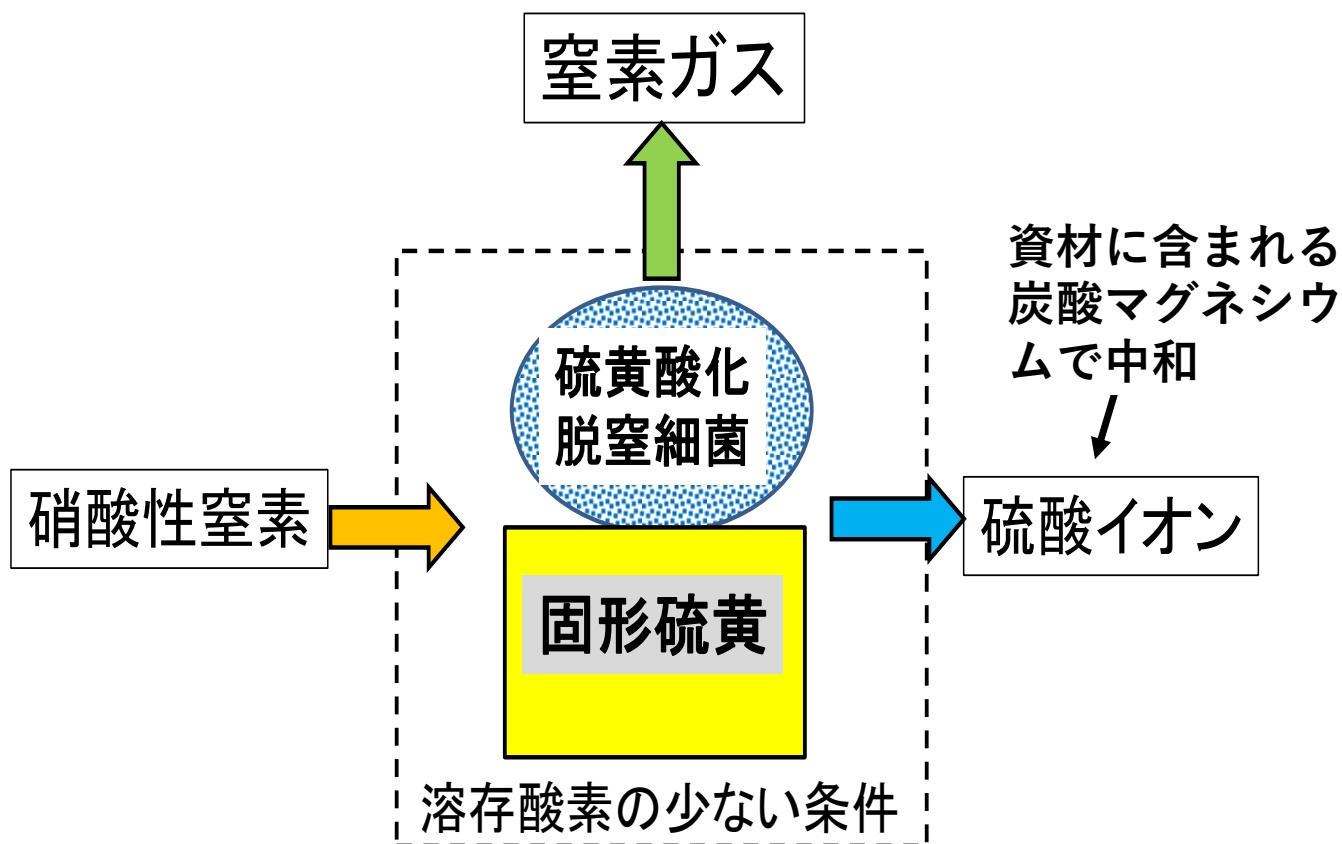 窒素ガス
資材に含まれる
炭酸マグネシウ
ムで中和
硫黄酸化
脱窒細菌
硝酸性窒素
硫酸イオン
固形硫黄
溶存酸素の少ない条件